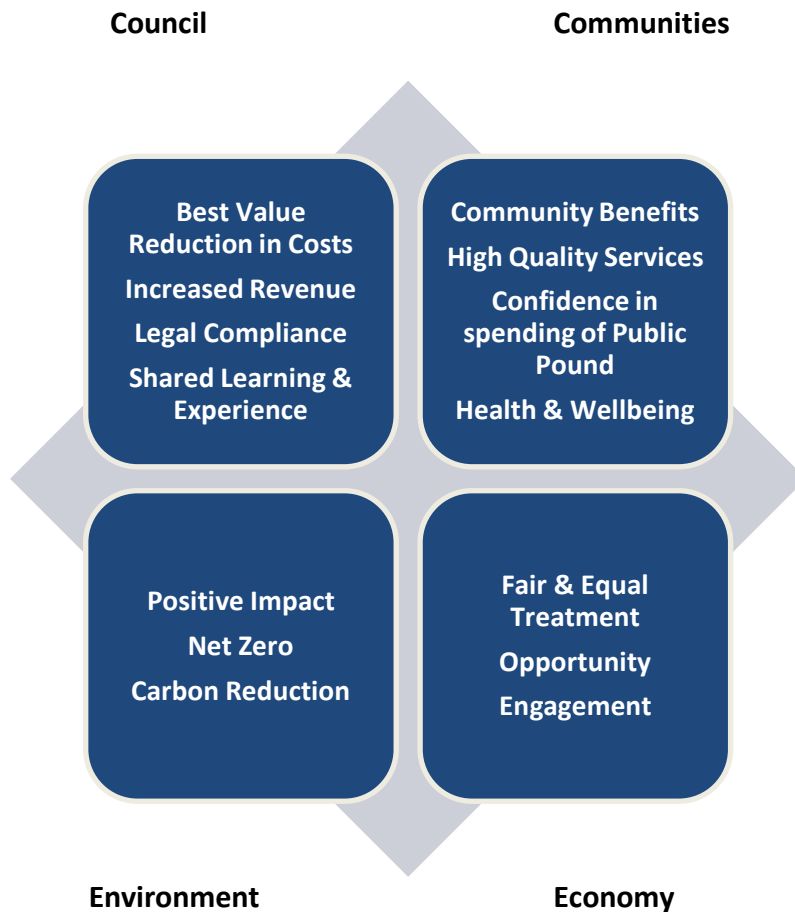 Council
Communities
Best Value
Reduction in Costs
Increased Revenue
Legal Compliance
Shared Learning &
Experience
Community Benefits
High Quality Services
Confidence in
spending of Public
Pound
Health & Wellbeing
Positive Impact
Net Zero
Carbon Reduction
Fair & Equal
Treatment
Opportunity
Engagement
Environment
Economy